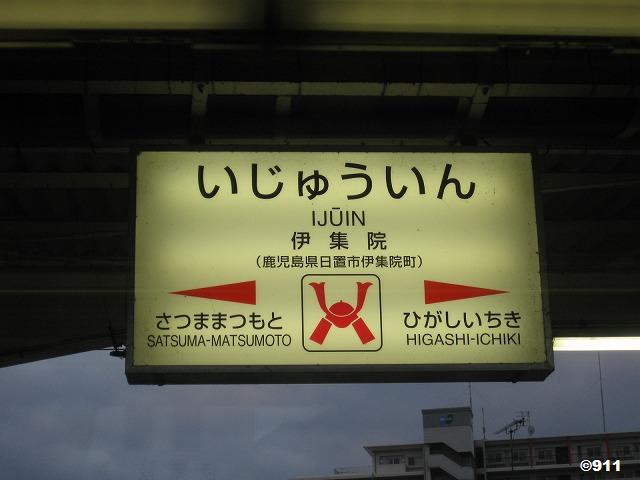 いじゅういん
IJŪIN
伊集院
(鹿児島県日置市伊集院町)
さつままつもと ひがしいちき
SATSUMA-MATSUMOTO HIGASHI-ICHIKI
©911